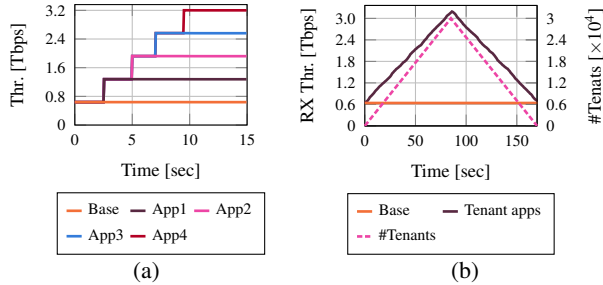 Thr. [Tbps]
3.2
2.4
1.6
0.8
0
0
5
10
15
Time [sec]
Base
App1
App2
App3
App4
(a)
RX Thr. [Tbps]
3.0
2.4
1.8
1.2
0.6
0
0
50
100
150
3
2.4
1.8
1.2
0.6
0
#Tenats [×10⁴]
Time [sec]
Base
Tenant apps
#Tenants
(b)